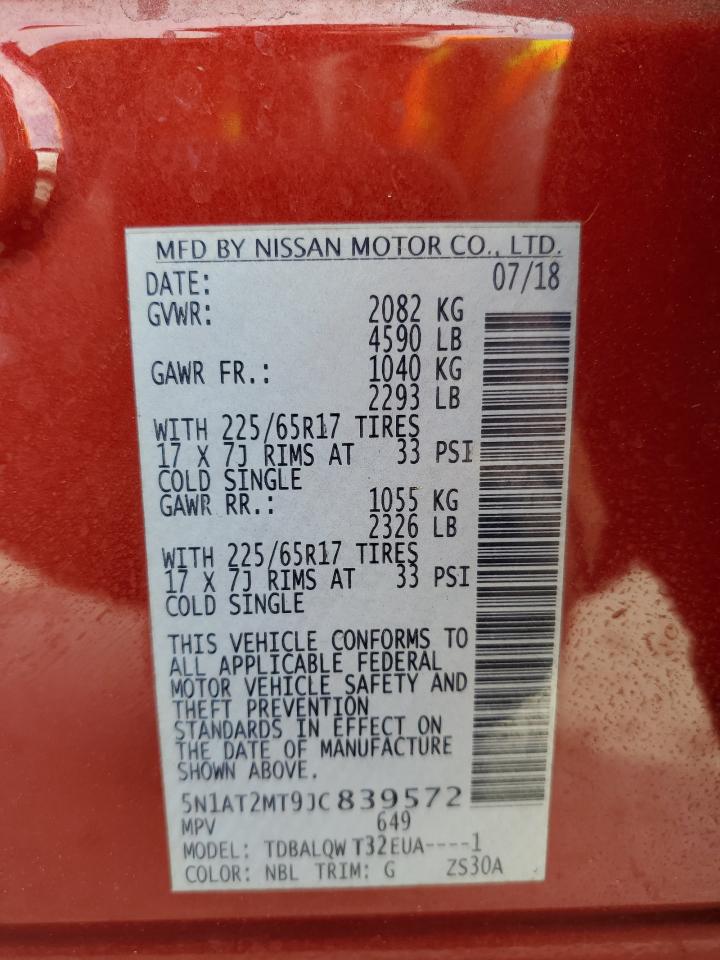 MFD BY NISSAN MOTOR CO., LTD.
DATE: 07/18
GVWR: 2082 KG
4590 LB
GAWR FR.: 1040 KG
2293 LB
WITH 225/65R17 TIRES
17 X 7J RIMS AT 33 PSI
COLD SINGLE
GAWR RR.: 1055 KG
2326 LB
WITH 225/65R17 TIRES
17 X 7J RIMS AT 33 PSI
COLD SINGLE
THIS VEHICLE CONFORMS TO
ALL APPLICABLE FEDERAL
MOTOR VEHICLE SAFETY AND
THEFT PREVENTION
STANDARDS IN EFFECT ON
THE DATE OF MANUFACTURE
SHOWN ABOVE.
5N1AT2MT9JC839572
MPV 649
MODEL: TDBALQW T32EUA----1
COLOR: NBL TRIM: G ZS30A